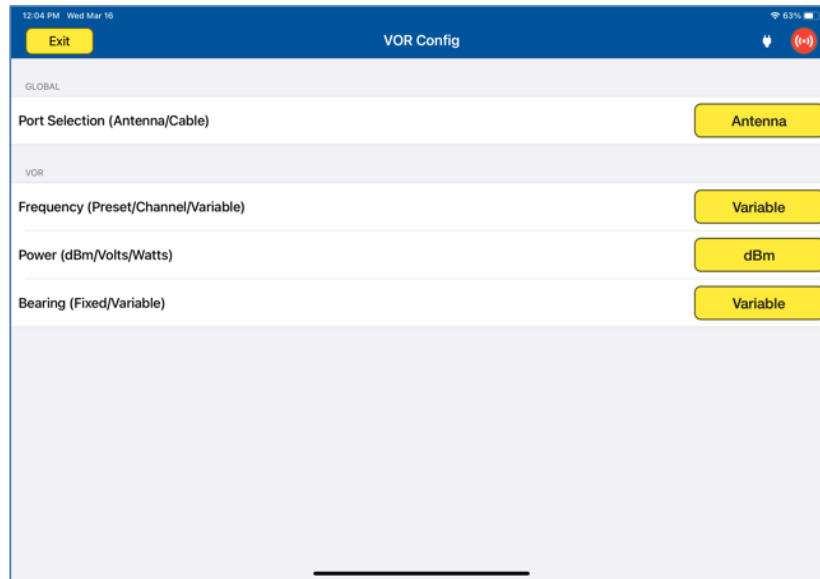 12:04 PM Wed Mar 16 63%
Exit VOR Config
GLOBAL
Port Selection (Antenna/Cable) Antenna
VOR
Frequency (Preset/Channel/Variable) Variable
Power (dBm/Volts/Watts) dBm
Bearing (Fixed/Variable) Variable